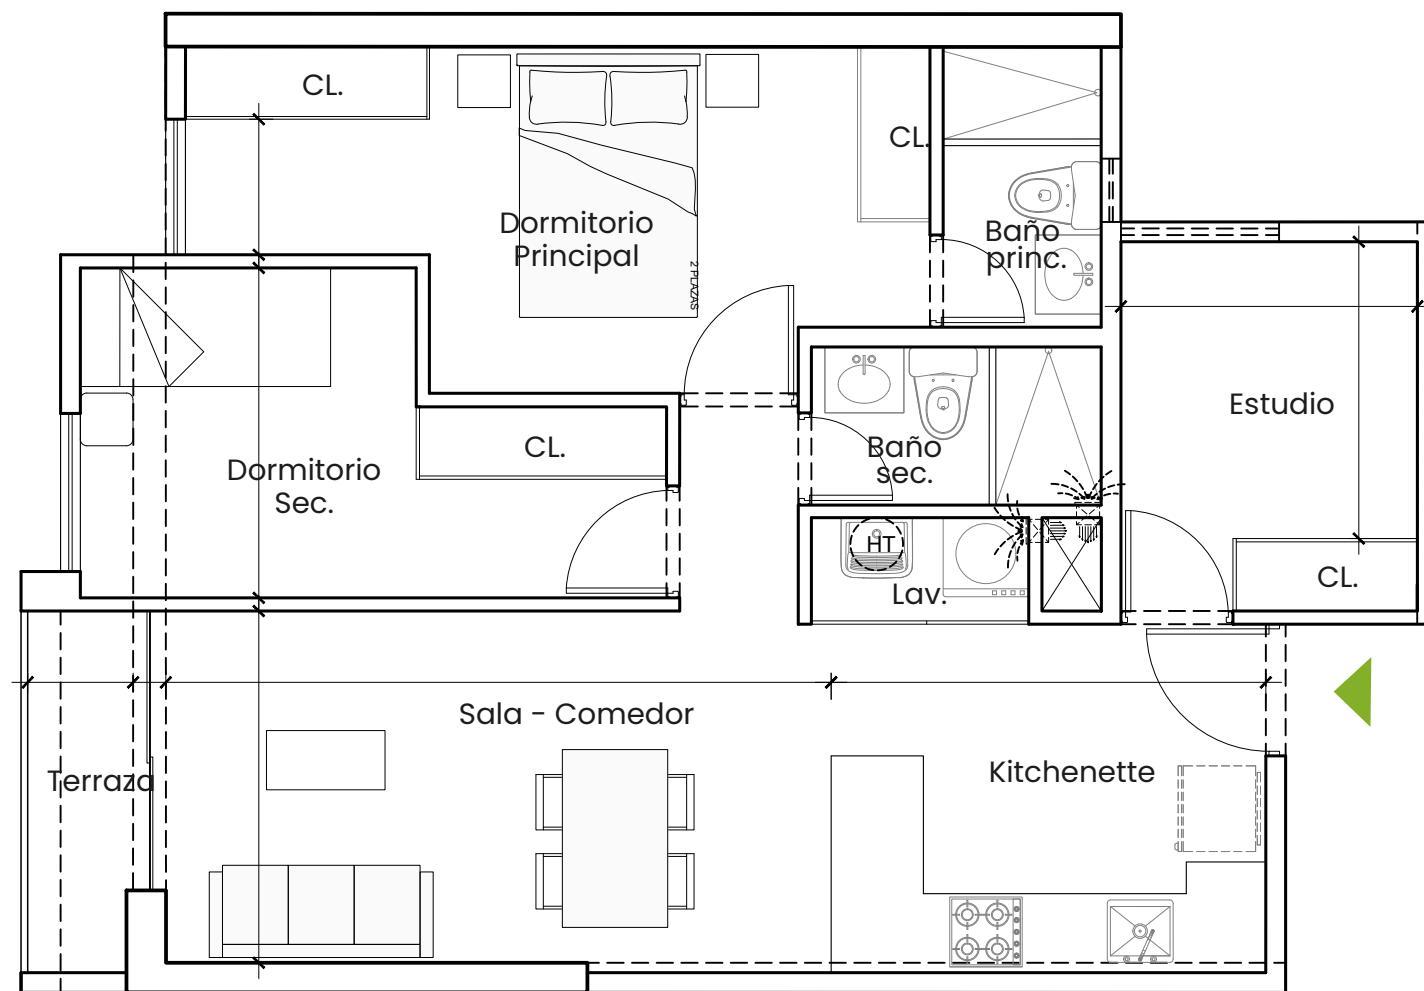 CL.
CL.
Dormitorio
Principal
2 PLAZAS
Baño
princ.
Estudio
CL.
Baño
sec.
Dormitorio
Sec.
HT
Lav.
CL.
Sala - Comedor
Terraza
Kitchenette